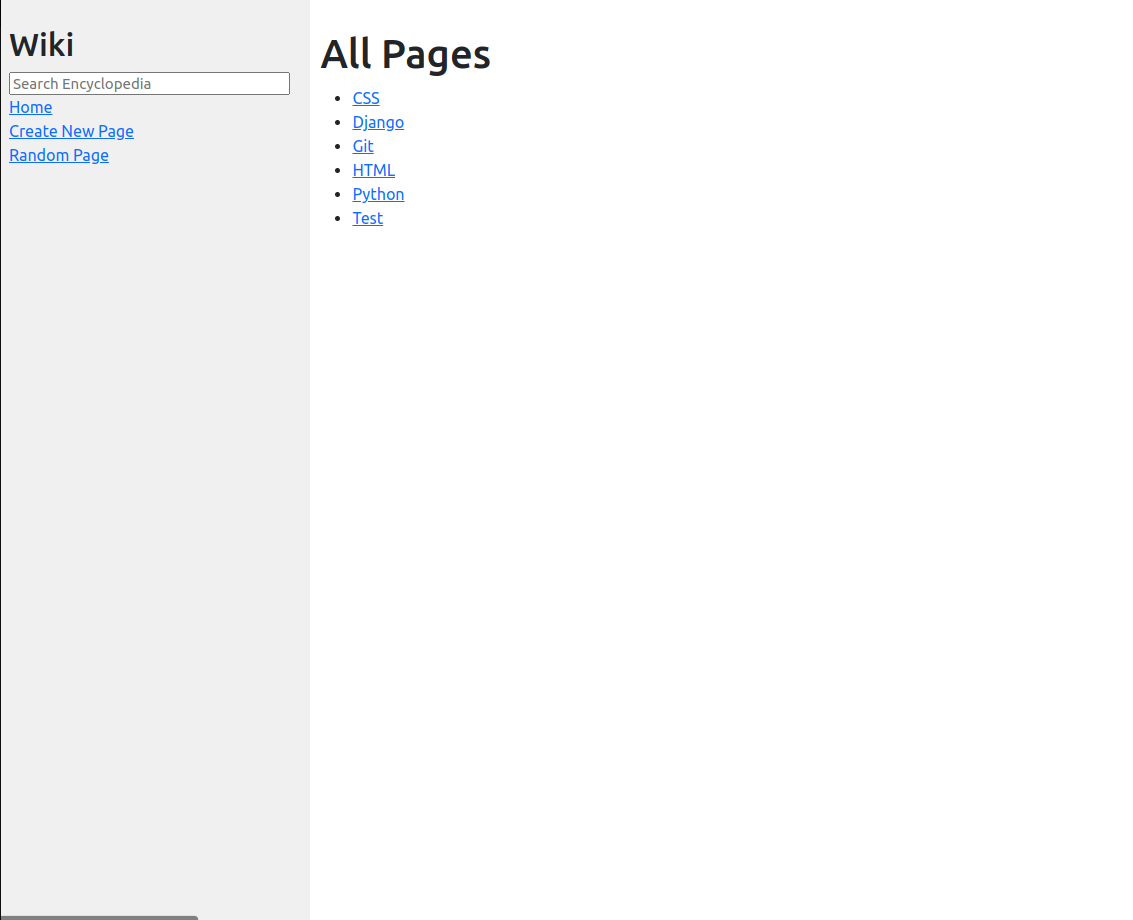 Wiki
Search Encyclopedia
Home
Create New Page
Random Page
All Pages
CSS
Django
Git
HTML
Python
Test